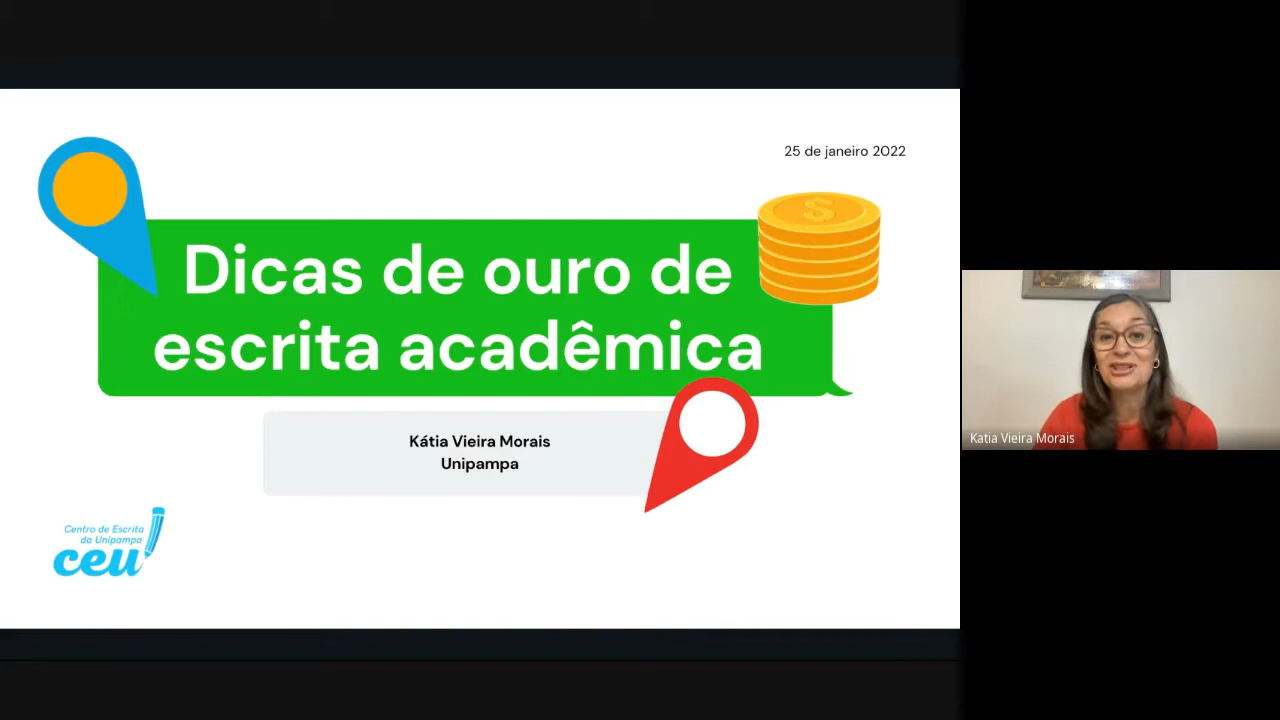 25 de janeiro 2022
Dicas de ouro de
escrita acadêmica
Kátia Vieira Morais
Unipampa
Centro de Escrita
da Unipampa
ceu
Katia Vieira Morais